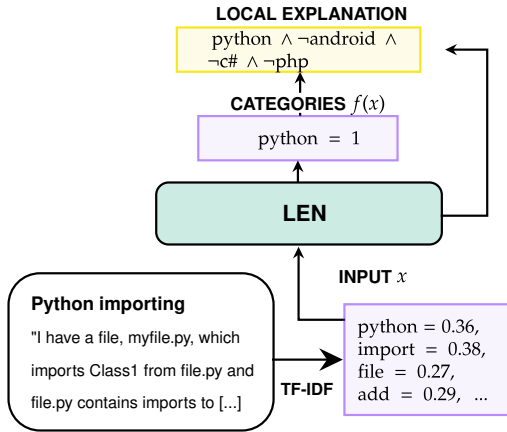 LOCAL EXPLANATION
python ∧ ¬android ∧
¬c# ∧ ¬php
CATEGORIES f(x)
python = 1
LEN
INPUT x
Python importing
"I have a file, myfile.py, which
imports Class1 from file.py and
file.py contains imports to [...]
TF-IDF
python = 0.36,
import = 0.38,
file = 0.27,
add = 0.29, ...